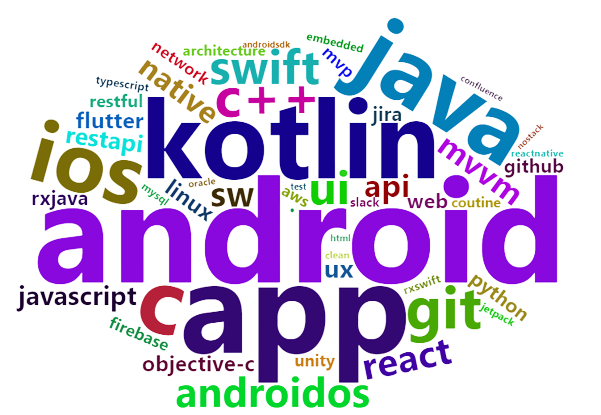 androidsdk
embedded
network
architecture
mvp
java
confluence
typescript
native
swift
restful
c++
jira
nostack
flutter
kotlin
reactnative
restapi
mvvm
github
ios
rxjava
mysql
linux
oracle
sw
aws
test
ui
api
slack
web
coutine
android
html
clean
ux
javascript
c
app
rxswift
git
python
jetpack
firebase
objective-c
unity
react
androidos